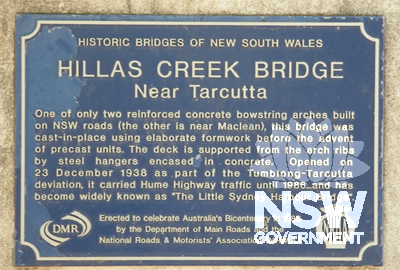 HISTORIC BRIDGES OF NEW SOUTH WALES
HILLAS CREEK BRIDGE
Near Tarcutta
One of only two reinforced concrete bowstring arches built
on NSW roads (the other is near Maclean), this bridge was
cast-in-place using elaborate formwork before the advent
of precast units. The deck is supported from the arch ribs
by steel hangers encased in concrete. Opened on
23 December 1938 as part of the Tumblong-Tarcutta
deviation, it carried Hume Highway traffic until 1986 and has
become widely known as "The Little Sydney Harbour
Erected to celebrate Australia's Bicentenary
by the Department of Main Roads and the
National Roads & Motorists' Association
DMR
NSW
GOVERNMENT